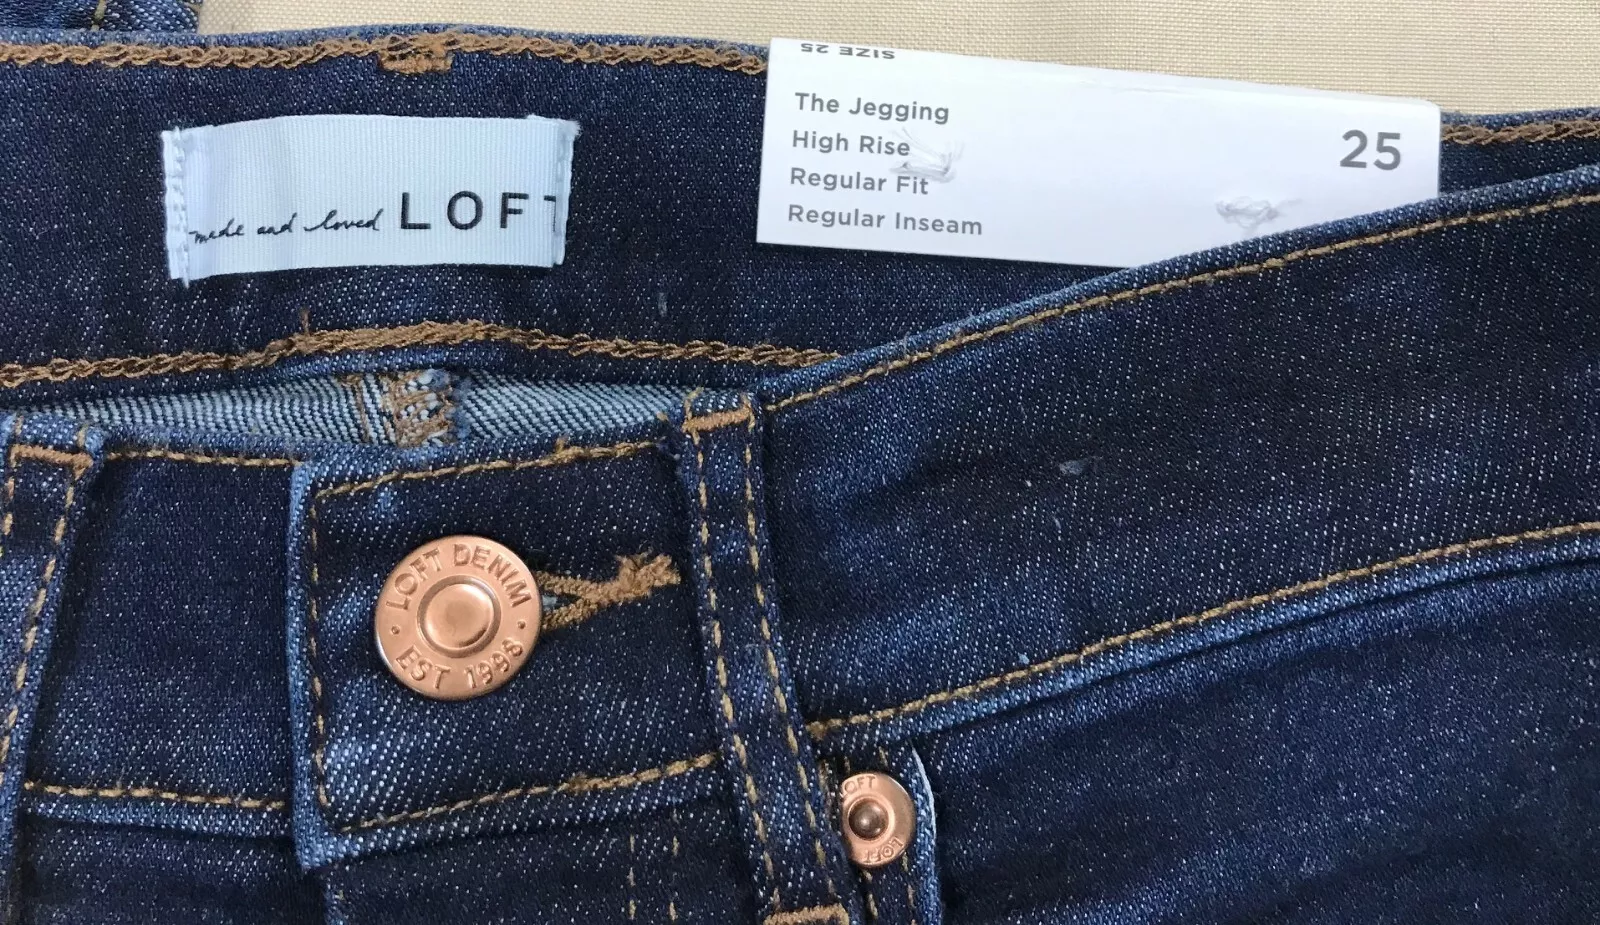 made and loved LOFT
SIZE 25
The Jegging
High Rise
Regular Fit
Regular Inseam
25
LOFT DENIM
· EST 1998 ·
LOFT
LOFT